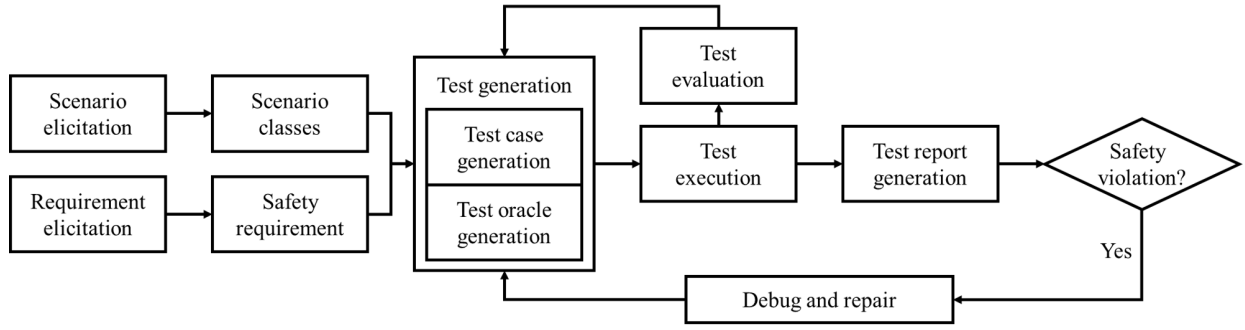 Scenario
elicitation
Scenario
classes
Requirement
elicitation
Safety
requirement
Test generation
Test case
generation
Test oracle
generation
Test
evaluation
Test
execution
Test report
generation
Safety
violation?
Yes
Debug and repair